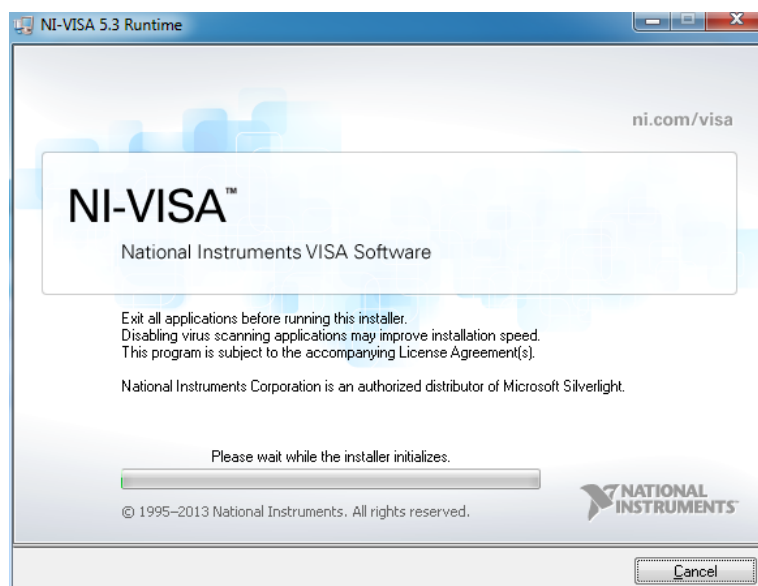 NI-VISA 5.3 Runtime
ni.com/visa
NI-VISA™
National Instruments VISA Software
Exit all applications before running this installer.
Disabling virus scanning applications may improve installation speed.
This program is subject to the accompanying License Agreement(s).
National Instruments Corporation is an authorized distributor of Microsoft Silverlight.
Please wait while the installer initializes.
© 1995–2013 National Instruments. All rights reserved.
NATIONAL
INSTRUMENTS™
Cancel